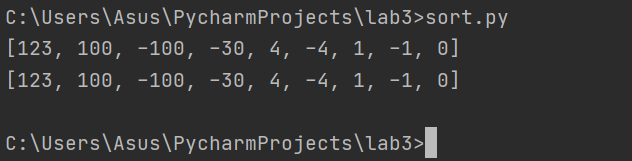 C:\Users\Asus\PycharmProjects\lab3>sort.py
[123, 100, -100, -30, 4, -4, 1, -1, 0]
[123, 100, -100, -30, 4, -4, 1, -1, 0]
C:\Users\Asus\PycharmProjects\lab3>